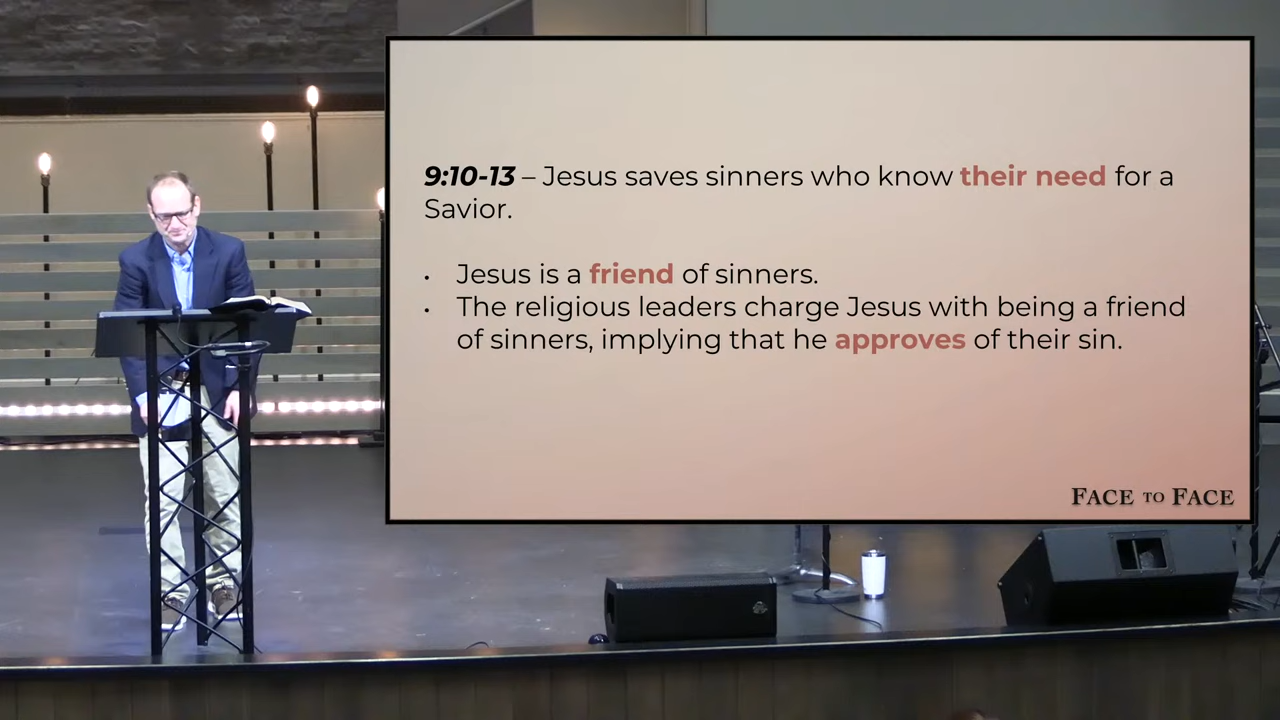 9:10-13 – Jesus saves sinners who know their need for a
Savior.
• Jesus is a friend of sinners.
• The religious leaders charge Jesus with being a friend
of sinners, implying that he approves of their sin.
FACE TO FACE